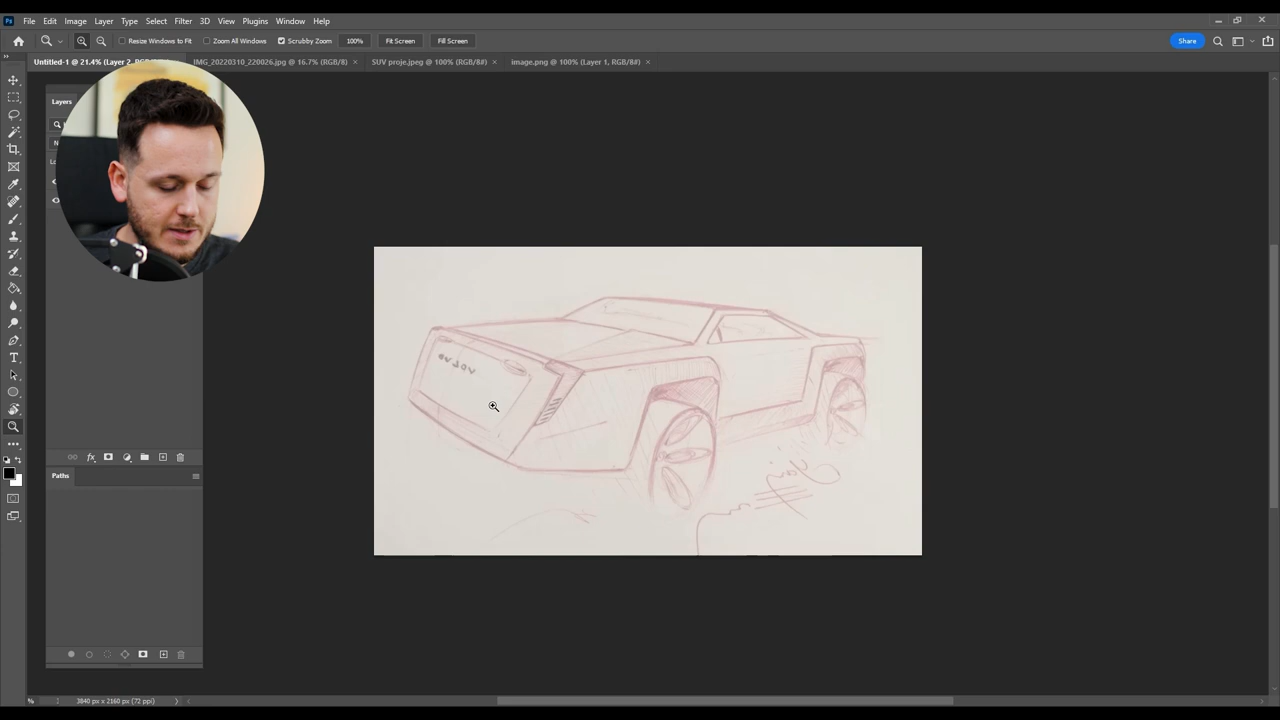 Ps File Edit Image Layer Type Select Filter 3D View Plugins Window Help
Resize Windows to Fit Zoom All Windows Scrubby Zoom 100% Fit Screen Fill Screen Share
Untitled-1 @ 21.4% (Layer 2, IMG_20220310_220026.jpg @ 16.7% (RGB/8) × SUV proje.jpeg @ 100% (RGB/8#) × image.png @ 100% (Layer 1, RGB/8#) ×
Layers
N
Lo
fx
Paths
T
% 3840 px x 2160 px (72 ppi)